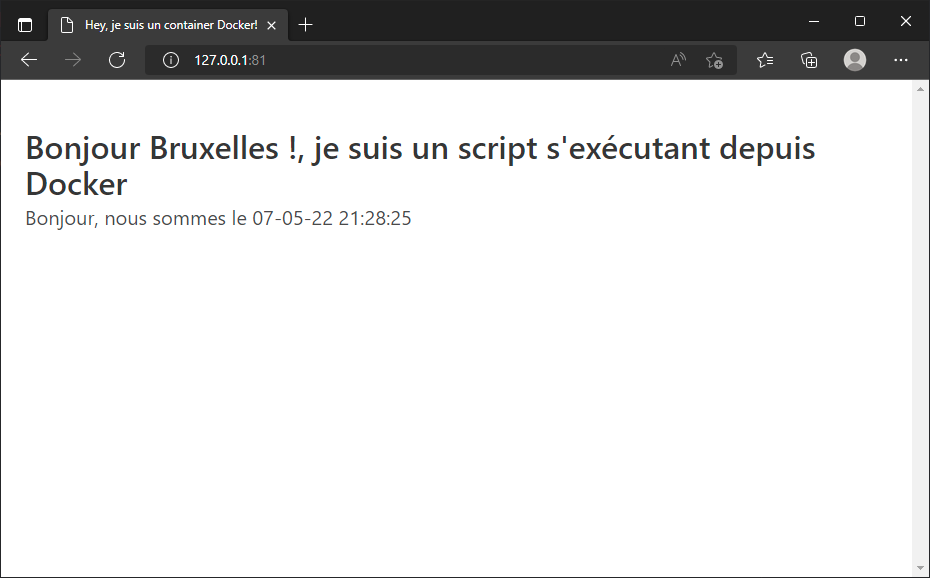 Hey, je suis un container Docker!
127.0.0.1:81
Bonjour Bruxelles !, je suis un script s'exécutant depuis
Docker
Bonjour, nous sommes le 07-05-22 21:28:25